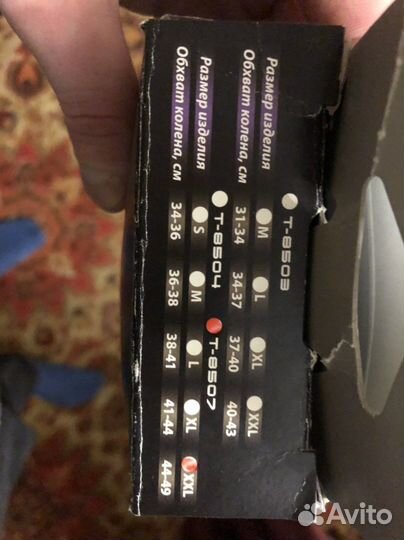 T-8503
Размер изделия M L XL XXL
Обхват колена, см 31-34 34-37 37-40 40-43
T-8504 T-8507
Размер изделия S M L XL XXL
Обхват колена, см 34-36 36-38 38-41 41-44 44-49
Avito